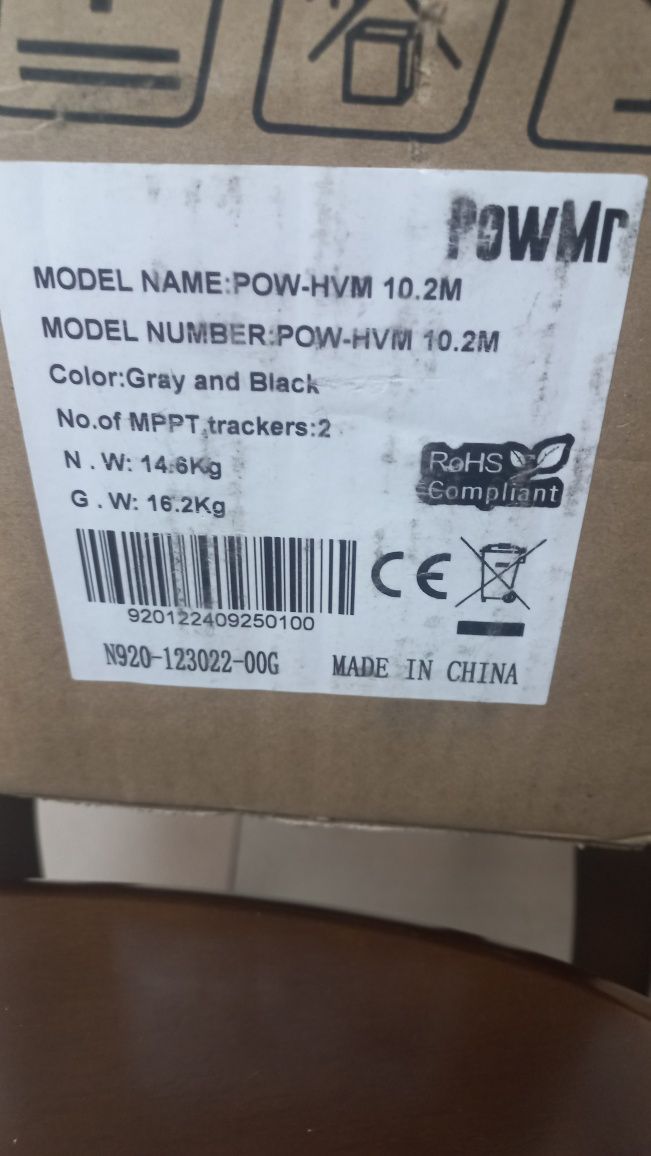 PowMr
MODEL NAME:POW-HVM 10.2M
MODEL NUMBER:POW-HVM 10.2M
Color:Gray and Black
No.of MPPT trackers:2
N . W: 14.6Kg
G . W: 16.2Kg
RoHS
Compliant
CE
920122409250100
N920-123022-00G MADE IN CHINA